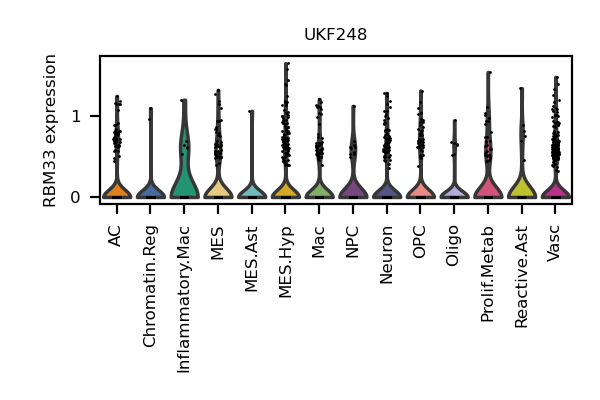 UKF248
RBM33 expression
1
0
AC
Chromatin.Reg
Inflammatory.Mac
MES
MES.Ast
MES.Hyp
Mac
NPC
Neuron
OPC
Oligo
Prolif.Metab
Reactive.Ast
Vasc